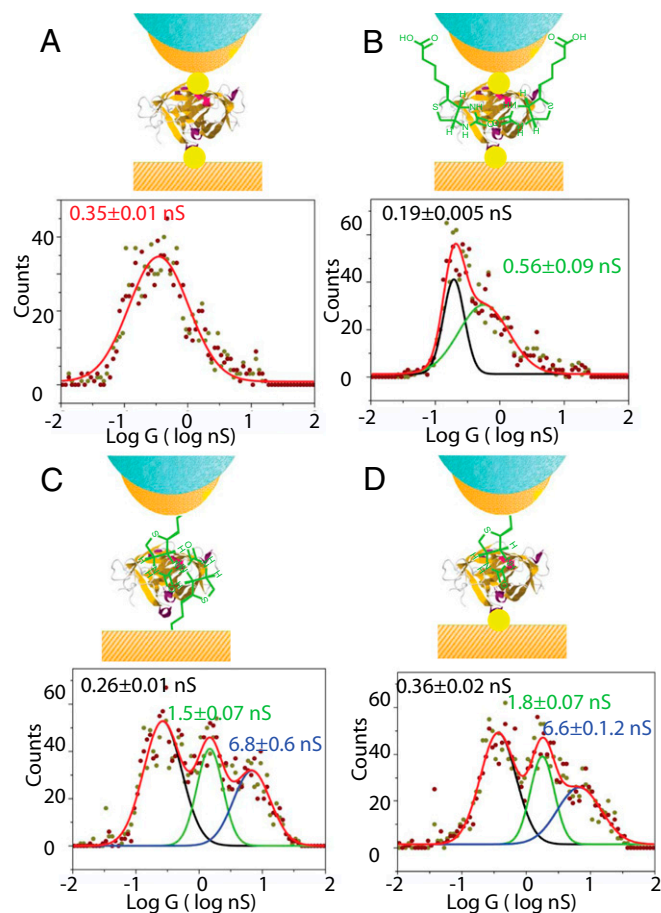 A
0.35±0.01 nS
Counts
40
20
0
-2 -1 0 1 2
Log G ( log nS)
B
HO O O OH
S H NH H S
H N H H
0.19±0.005 nS
0.56±0.09 nS
Counts
60
40
20
0
-2 -1 0 1 2
Log G ( log nS)
C
S H
H S
0.26±0.01 nS
1.5±0.07 nS
6.8±0.6 nS
Counts
60
40
20
0
-2 -1 0 1 2
Log G ( log nS)
D
S H
0.36±0.02 nS
1.8±0.07 nS
6.6±0.1.2 nS
Counts
60
40
20
0
-2 -1 0 1 2
Log G ( log nS)